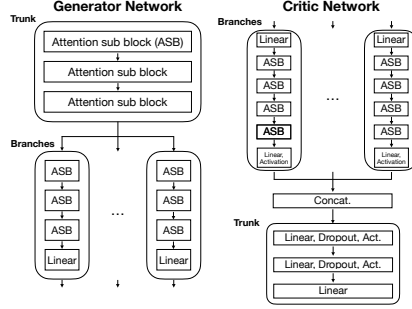 Generator Network
Trunk
Attention sub block (ASB)
Attention sub block
Attention sub block
Branches
ASB
ASB
ASB
Linear
...
ASB
ASB
ASB
Linear
Critic Network
Branches
Linear
ASB
ASB
ASB
ASB
Linear,
Activation
...
Linear
ASB
ASB
ASB
ASB
Linear,
Activation
Concat.
Trunk
Linear, Dropout, Act.
Linear, Dropout, Act.
Linear